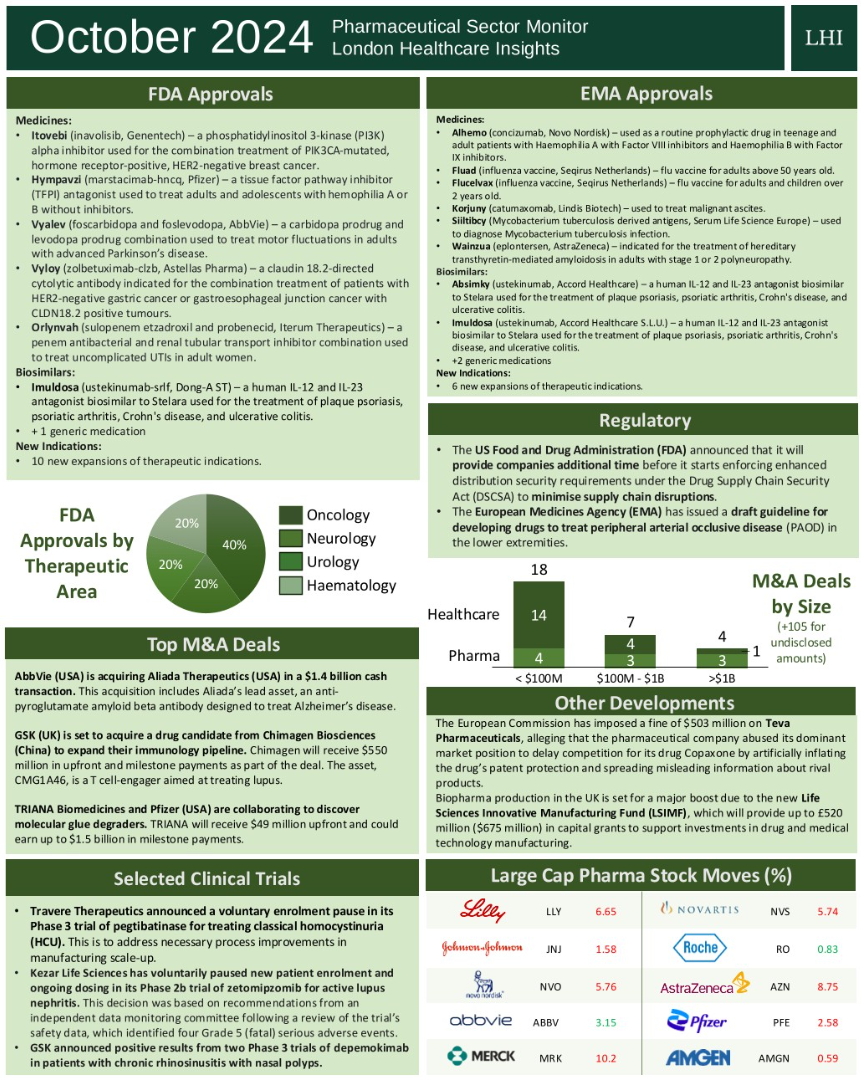 October 2024
Pharmaceutical Sector Monitor
London Healthcare Insights
LHI
FDA Approvals
Medicines:
• Itovebi (inavolisib, Genentech) – a phosphatidylinositol 3-kinase (PI3K)
alpha inhibitor used for the combination treatment of PIK3CA-mutated,
hormone receptor-positive, HER2-negative breast cancer.
• Hympavzi (marstacimab-hncq, Pfizer) – a tissue factor pathway inhibitor
(TFPI) antagonist used to treat adults and adolescents with hemophilia A or
B without inhibitors.
• Vyalev (foscarbidopa and foslevodopa, AbbVie) – a carbidopa prodrug and
levodopa prodrug combination used to treat motor fluctuations in adults
with advanced Parkinson's disease.
• Vyloy (zolbetuximab-clzb, Astellas Pharma) – a claudin 18.2-directed
cytolytic antibody indicated for the combination treatment of patients with
HER2-negative gastric cancer or gastroesophageal junction cancer with
CLDN18.2 positive tumours.
• Orlynvah (sulopenem etzadroxil and probenecid, Iterum Therapeutics) – a
penem antibacterial and renal tubular transport inhibitor combination used
to treat uncomplicated UTIs in adult women.
Biosimilars:
• Imuldosa (ustekinumab-srlf, Dong-A ST) – a human IL-12 and IL-23
antagonist biosimilar to Stelara used for the treatment of plaque psoriasis,
psoriatic arthritis, Crohn's disease, and ulcerative colitis.
• + 1 generic medication
New Indications:
• 10 new expansions of therapeutic indications.
FDA
Approvals by
Therapeutic
Area
20%
40%
20%
20%
Oncology
Neurology
Urology
Haematology
Top M&A Deals
AbbVie (USA) is acquiring Aliada Therapeutics (USA) in a $1.4 billion cash
transaction. This acquisition includes Aliada's lead asset, an anti-
pyroglutamate amyloid beta antibody designed to treat Alzheimer's disease.
GSK (UK) is set to acquire a drug candidate from Chimagen Biosciences
(China) to expand their immunology pipeline. Chimagen will receive $550
million in upfront and milestone payments as part of the deal. The asset,
CMG1A46, is a T cell-engager aimed at treating lupus.
TRIANA Biomedicines and Pfizer (USA) are collaborating to discover
molecular glue degraders. TRIANA will receive $49 million upfront and could
earn up to $1.5 billion in milestone payments.
Selected Clinical Trials
• Travere Therapeutics announced a voluntary enrolment pause in its
Phase 3 trial of pegtibatinase for treating classical homocystinuria
(HCU). This is to address necessary process improvements in
manufacturing scale-up.
• Kezar Life Sciences has voluntarily paused new patient enrolment and
ongoing dosing in its Phase 2b trial of zetomipzomib for active lupus
nephritis. This decision was based on recommendations from an
independent data monitoring committee following a review of the trial's
safety data, which identified four Grade 5 (fatal) serious adverse events.
• GSK announced positive results from two Phase 3 trials of depemokimab
in patients with chronic rhinosinusitis with nasal polyps.
EMA Approvals
Medicines:
• Alhemo (concizumab, Novo Nordisk) – used as a routine prophylactic drug in teenage and
adult patients with Haemophilia A with Factor VIII inhibitors and Haemophilia B with Factor
IX inhibitors.
• Fluad (influenza vaccine, Seqirus Netherlands) – flu vaccine for adults above 50 years old.
• Flucelvax (influenza vaccine, Seqirus Netherlands) – flu vaccine for adults and children over
2 years old.
• Korjuny (catumaxomab, Lindis Biotech) – used to treat malignant ascites.
• Siiltibcy (Mycobacterium tuberculosis derived antigens, Serum Life Science Europe) – used
to diagnose Mycobacterium tuberculosis infection.
• Wainzua (eplontersen, AstraZeneca) – indicated for the treatment of hereditary
transthyretin-mediated amyloidosis in adults with stage 1 or 2 polyneuropathy.
Biosimilars:
• Absimky (ustekinumab, Accord Healthcare) – a human IL-12 and IL-23 antagonist biosimilar
to Stelara used for the treatment of plaque psoriasis, psoriatic arthritis, Crohn's disease, and
ulcerative colitis.
• Imuldosa (ustekinumab, Accord Healthcare S.L.U.) – a human IL-12 and IL-23 antagonist
biosimilar to Stelara used for the treatment of plaque psoriasis, psoriatic arthritis, Crohn's
disease, and ulcerative colitis.
• +2 generic medications
New Indications:
• 6 new expansions of therapeutic indications.
Regulatory
• The US Food and Drug Administration (FDA) announced that it will
provide companies additional time before it starts enforcing enhanced
distribution security requirements under the Drug Supply Chain Security
Act (DSCSA) to minimise supply chain disruptions.
• The European Medicines Agency (EMA) has issued a draft guideline for
developing drugs to treat peripheral arterial occlusive disease (PAOD) in
the lower extremities.
M&A Deals
by Size
(+105 for
undisclosed
amounts)
Healthcare
Pharma
18
14
4
7
4
3
4
1
3
< $100M
$100M - $1B
>$1B
Other Developments
The European Commission has imposed a fine of $503 million on Teva
Pharmaceuticals, alleging that the pharmaceutical company abused its dominant
market position to delay competition for its drug Copaxone by artificially inflating
the drug's patent protection and spreading misleading information about rival
products.
Biopharma production in the UK is set for a major boost due to the new Life
Sciences Innovative Manufacturing Fund (LSIMF), which will provide up to £520
million ($675 million) in capital grants to support investments in drug and medical
technology manufacturing.
Large Cap Pharma Stock Moves (%)
Lilly LLY 6.65 NOVARTIS NVS 5.74
Johnson & Johnson JNJ 1.58 Roche RO 0.83
novo nordisk NVO 5.76 AstraZeneca AZN 8.75
abbvie ABBV 3.15 Pfizer PFE 2.58
MERCK MRK 10.2 AMGEN AMGN 0.59